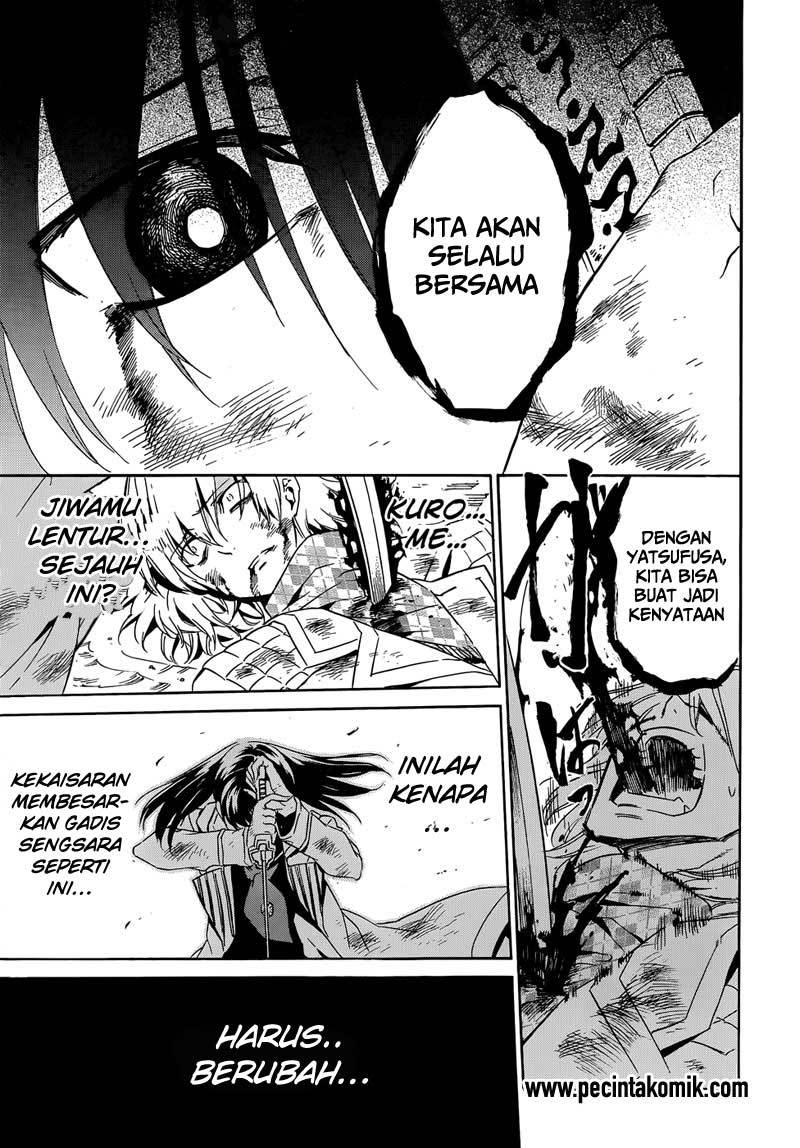 KITA AKAN
SELALU
BERSAMA
DENGAN
YATSUFUSA,
KITA BISA
BUAT JADI
KENYATAAN
KURO...
ME...
JIWAMU
LENTUR...
SEJAUH
INI?
INILAH
KENAPA
...
KEKAISARAN
MEMBESAR-
KAN GADIS
SENGSARA
SEPERTI
INI...
HARUS..
BERUBAH...
www.pecintakomik.com